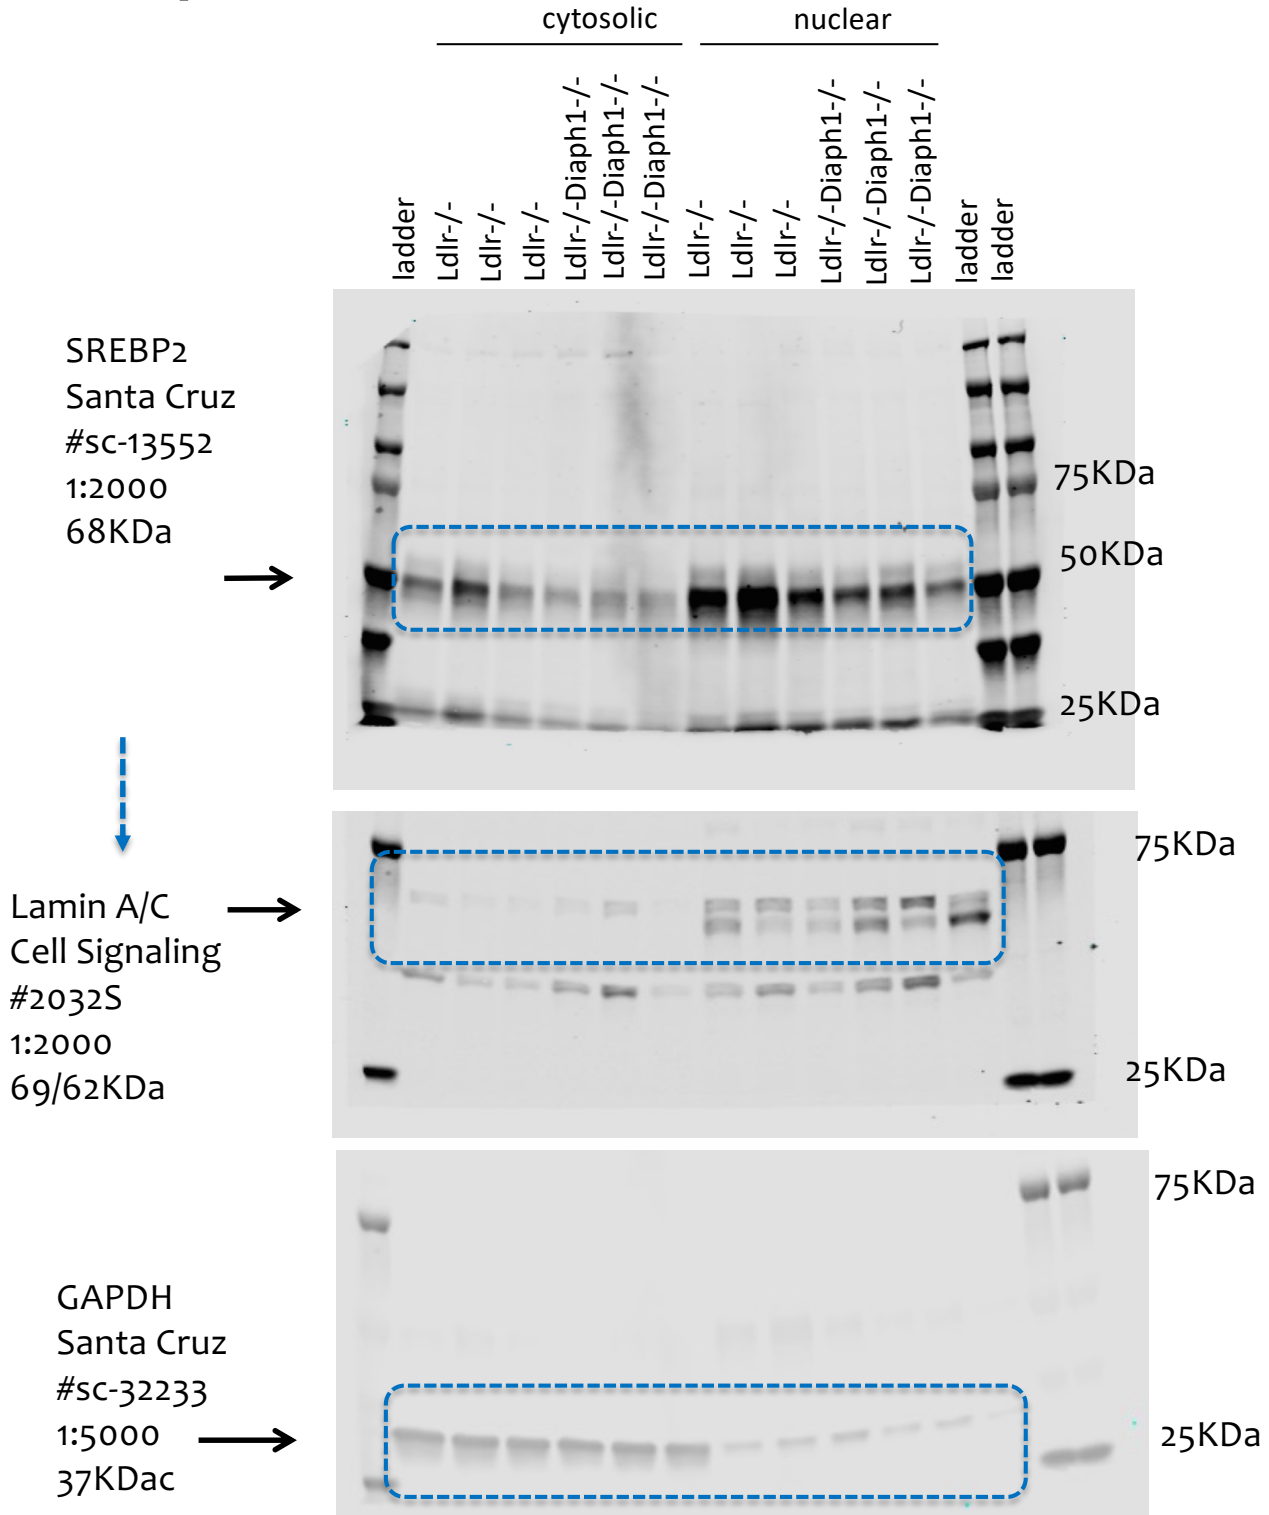 cytosolic
nuclear
ladder
Ldlr-/-
Ldlr-/-
Ldlr-/-
Ldlr-/-Diaph1-/-
Ldlr-/-Diaph1-/-
Ldlr-/-Diaph1-/-
Ldlr-/-
Ldlr-/-
Ldlr-/-
Ldlr-/-Diaph1-/-
Ldlr-/-Diaph1-/-
Ldlr-/-Diaph1-/-
ladder
ladder
SREBP2
Santa Cruz
#sc-13552
1:2000
68KDa
75KDa
50KDa
25KDa
Lamin A/C
Cell Signaling
#2032S
1:2000
69/62KDa
75KDa
25KDa
GAPDH
Santa Cruz
#sc-32233
1:5000
37KDac
75KDa
25KDa